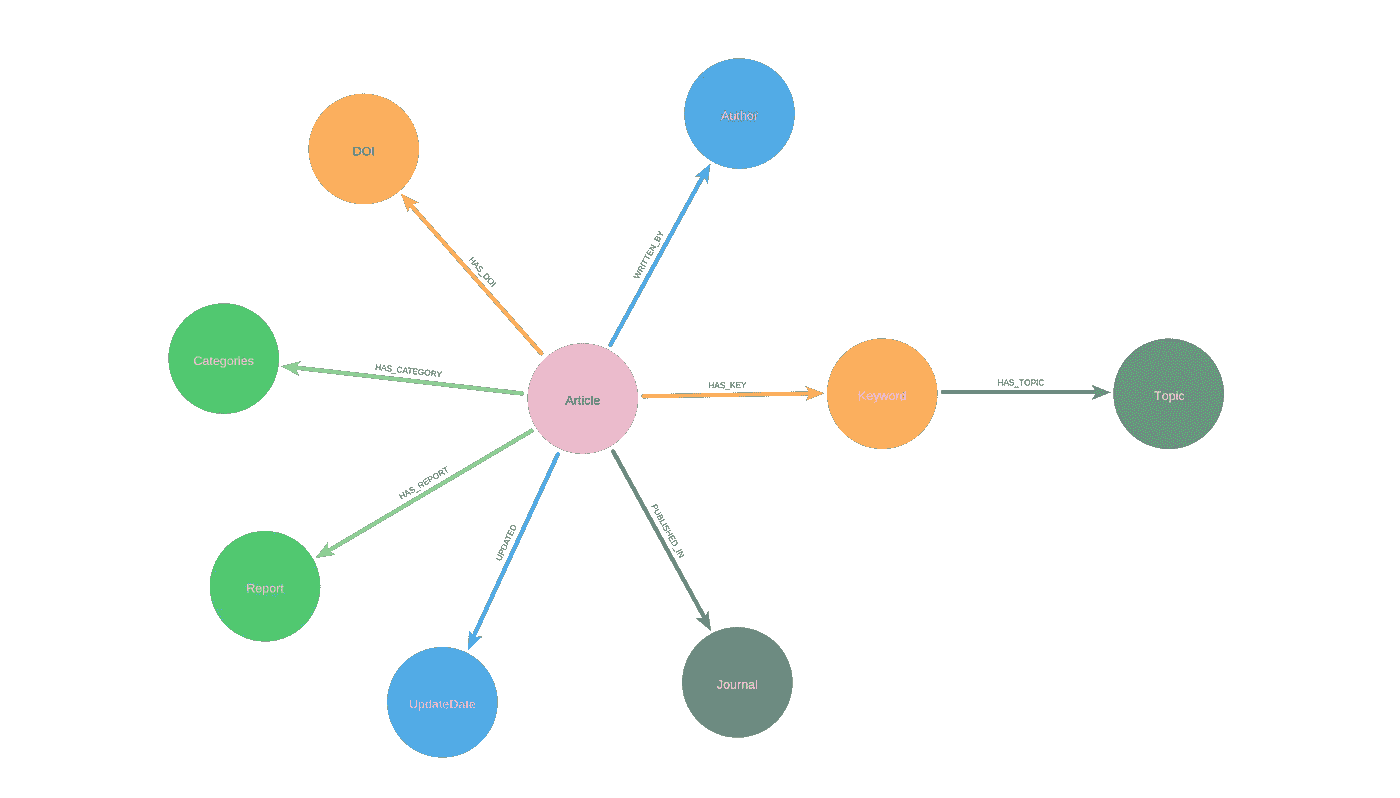 Author
DOI
WRITTEN_BY
HAS_DOI
Categories
HAS_CATEGORY
Article
HAS_KEY
Keyword
HAS_TOPIC
Topic
HAS_REPORT
UPDATED
PUBLISHED_IN
Report
UpdateDate
Journal